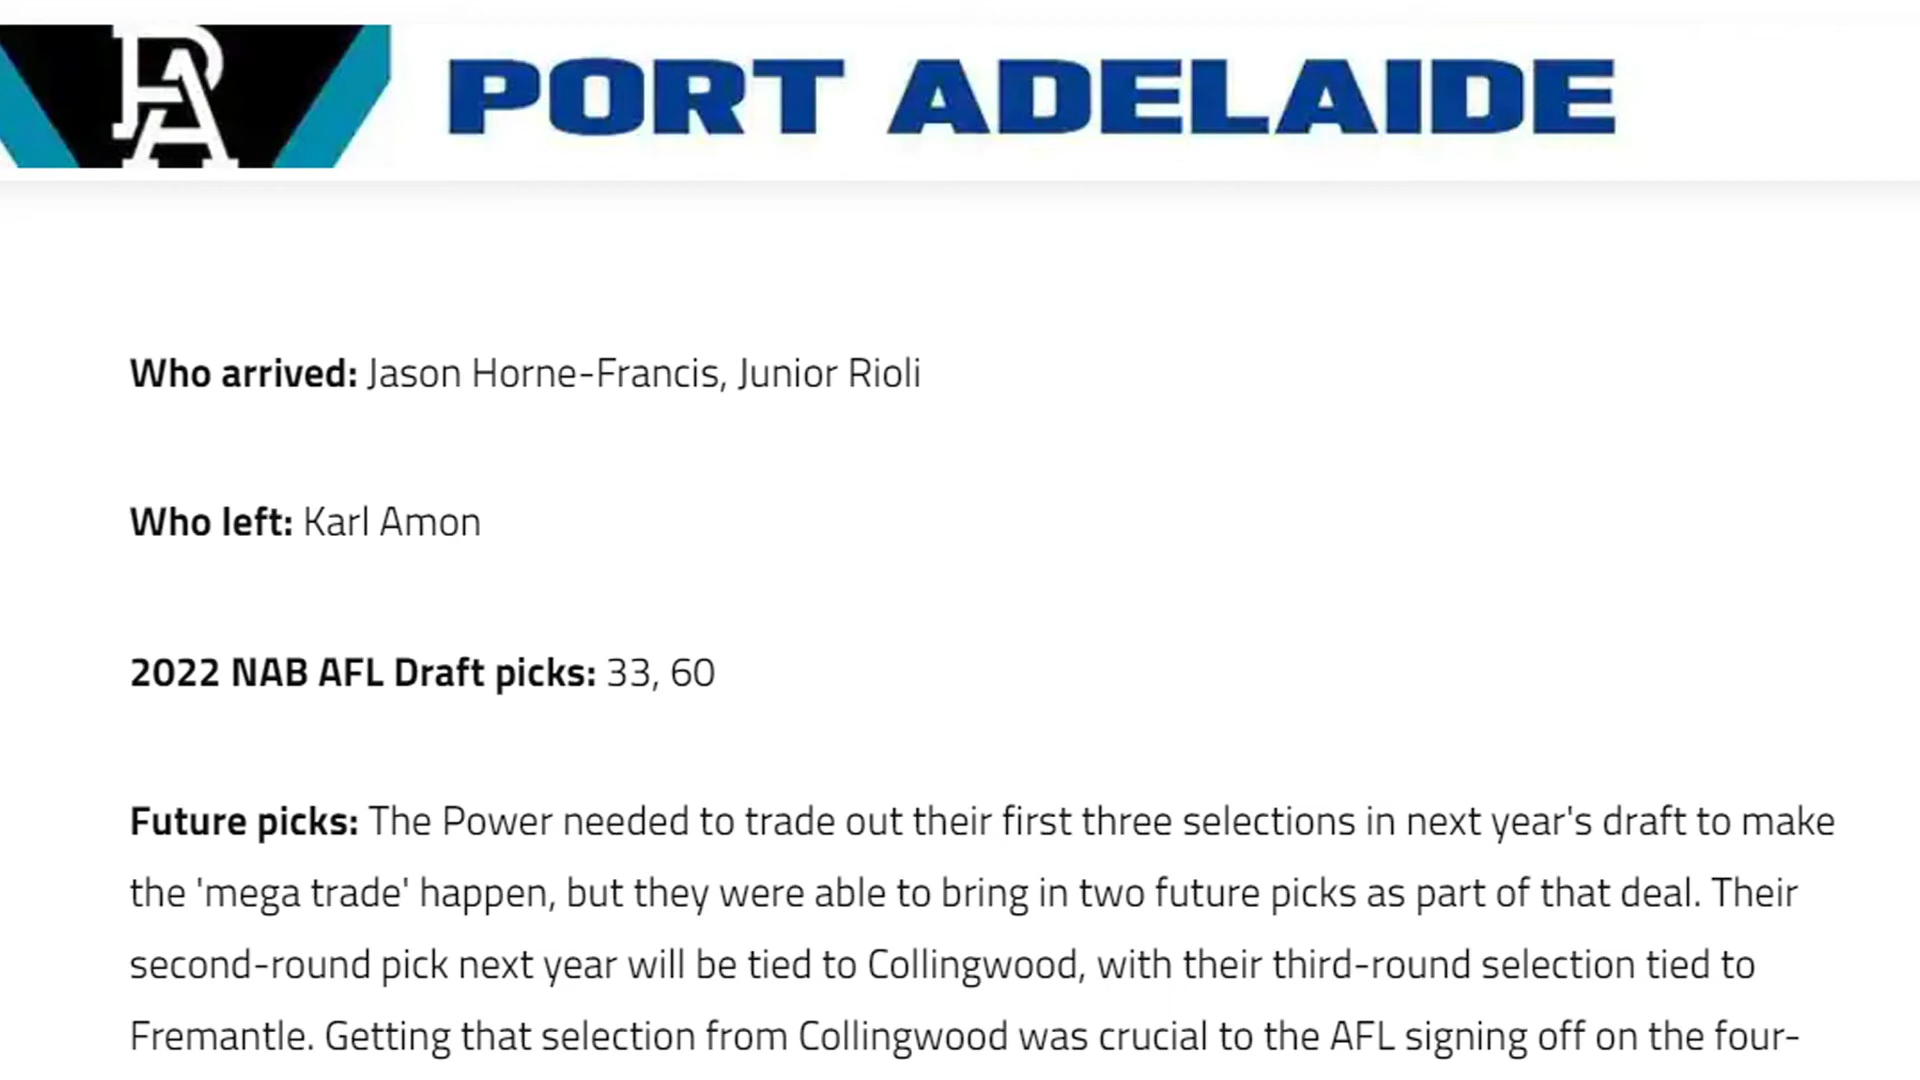 PA
PORT ADELAIDE
Who arrived: Jason Horne-Francis, Junior Rioli
Who left: Karl Amon
2022 NAB AFL Draft picks: 33, 60
Future picks: The Power needed to trade out their first three selections in next year's draft to make
the 'mega trade' happen, but they were able to bring in two future picks as part of that deal. Their
second-round pick next year will be tied to Collingwood, with their third-round selection tied to
Fremantle. Getting that selection from Collingwood was crucial to the AFL signing off on the four-